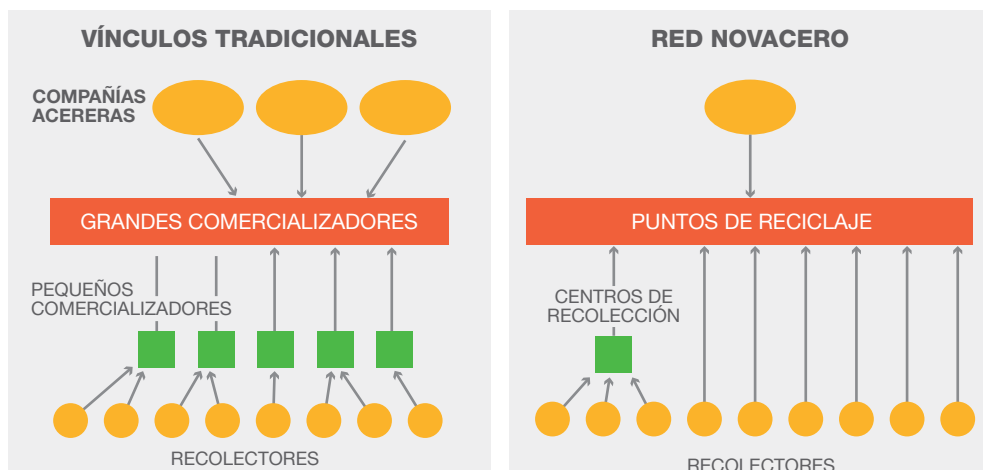 VÍNCULOS TRADICIONALES
COMPAÑÍAS
ACERERAS
GRANDES COMERCIALIZADORES
PEQUEÑOS
COMERCIALIZADORES
RECOLECTORES
RED NOVACERO
PUNTOS DE RECICLAJE
CENTROS DE
RECOLECCIÓN
RECOLECTORES